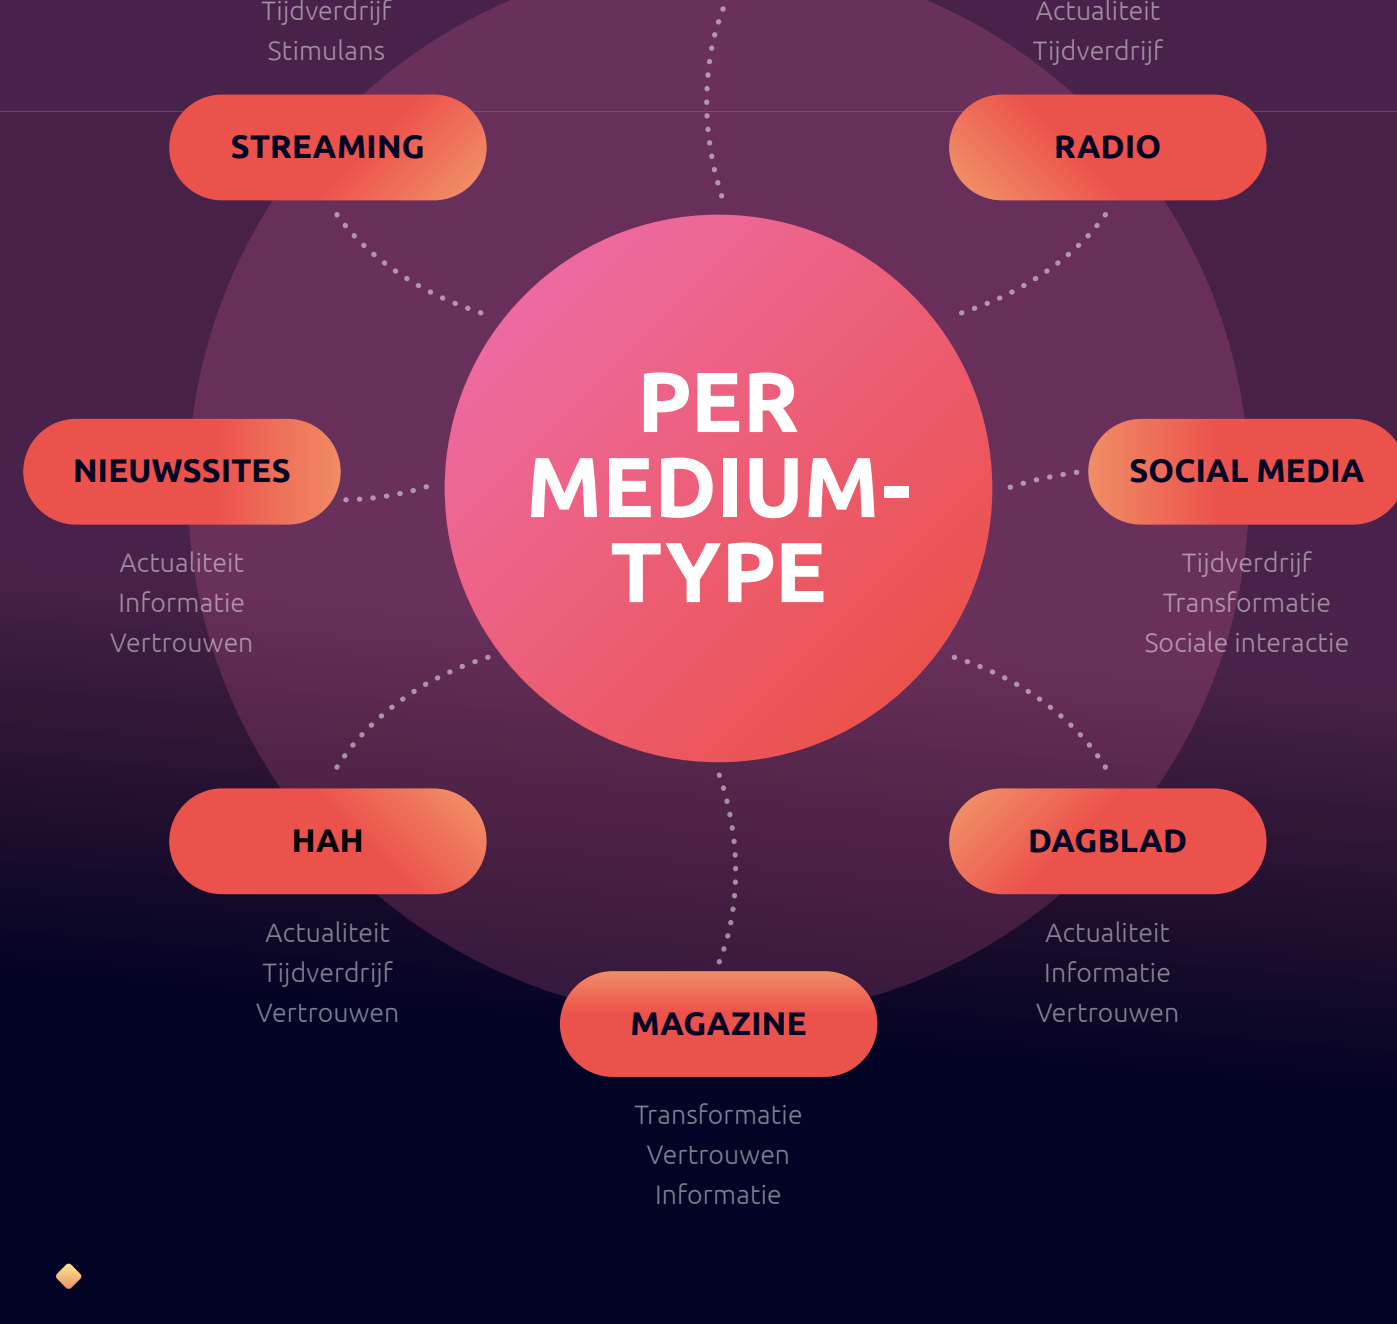 Tijdverdrijf
Stimulans
STREAMING
Actualiteit
Tijdverdrijf
RADIO
PER
MEDIUM-
TYPE
NIEUWSSITES
Actualiteit
Informatie
Vertrouwen
SOCIAL MEDIA
Tijdverdrijf
Transformatie
Sociale interactie
HAH
Actualiteit
Tijdverdrijf
Vertrouwen
DAGBLAD
Actualiteit
Informatie
Vertrouwen
MAGAZINE
Transformatie
Vertrouwen
Informatie